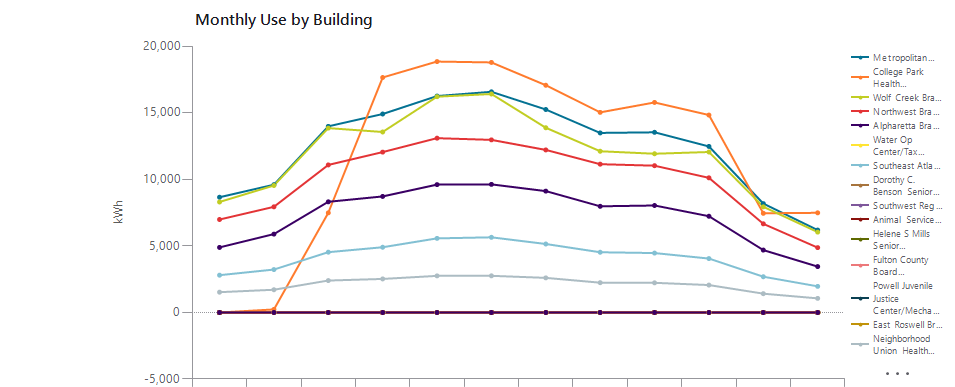 Monthly Use by Building
20,000
15,000
10,000
5,000
0
-5,000
kWh
Metropolitan...
College Park
Health...
Wolf Creek Bra...
Northwest Bra...
Alpharetta Bra...
Water Op
Center/Tax...
Southeast Atla...
Dorothy C.
Benson Senior...
Southwest Reg...
Animal Service...
Helene S Mills
Senior...
Fulton County
Board...
Powell Juvenile
Justice
Center/Mecha...
East Roswell Br...
Neighborhood
Union Health...
...